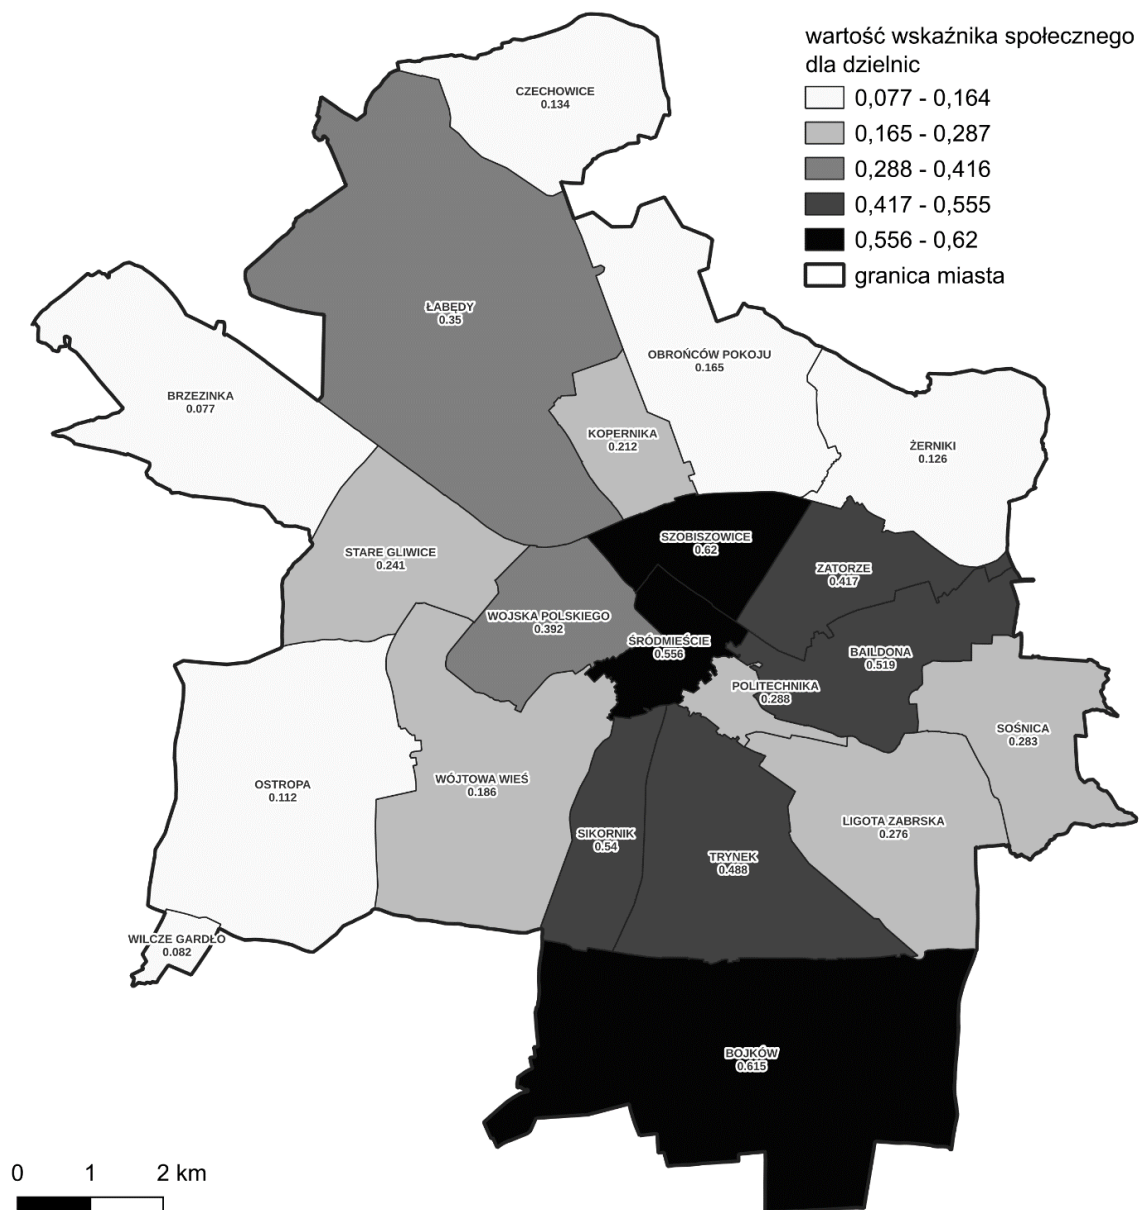 wartość wskaźnika społecznego
dla dzielnic
0,077 - 0,164
0,165 - 0,287
0,288 - 0,416
0,417 - 0,555
0,556 - 0,62
granica miasta
CZECHOWICE
0.134
ŁABĘDY
0.35
OBROŃCÓW POKOJU
0.165
BRZEZINKA
0.077
KOPERNIKA
0.212
ŻERNIKI
0.126
SZOBISZOWICE
0.62
STARE GLIWICE
0.241
ZATORZE
0.417
WOJSKA POLSKIEGO
0.392
ŚRÓDMIEŚCIE
0.556
BAILDONA
0.519
POLITECHNIKA
0.288
SOŚNICA
0.283
OSTROPA
0.112
WÓJTOWA WIEŚ
0.186
LIGOTA ZABRSKA
0.276
SIKORNIK
0.54
TRYNEK
0.488
WILCZE GARDŁO
0.082
BOJKÓW
0.615
0 1 2 km